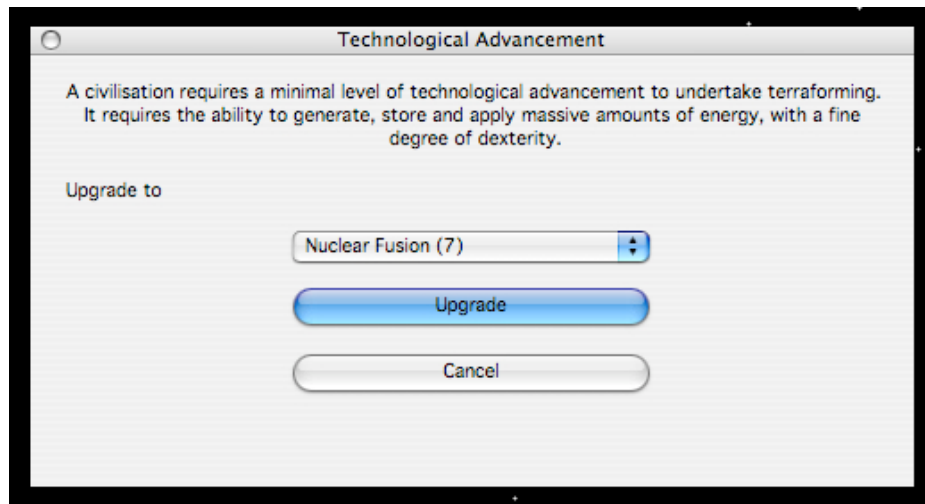 Technological Advancement
A civilisation requires a minimal level of technological advancement to undertake terraforming.
It requires the ability to generate, store and apply massive amounts of energy, with a fine
degree of dexterity.
Upgrade to
Nuclear Fusion (7)
Upgrade
Cancel